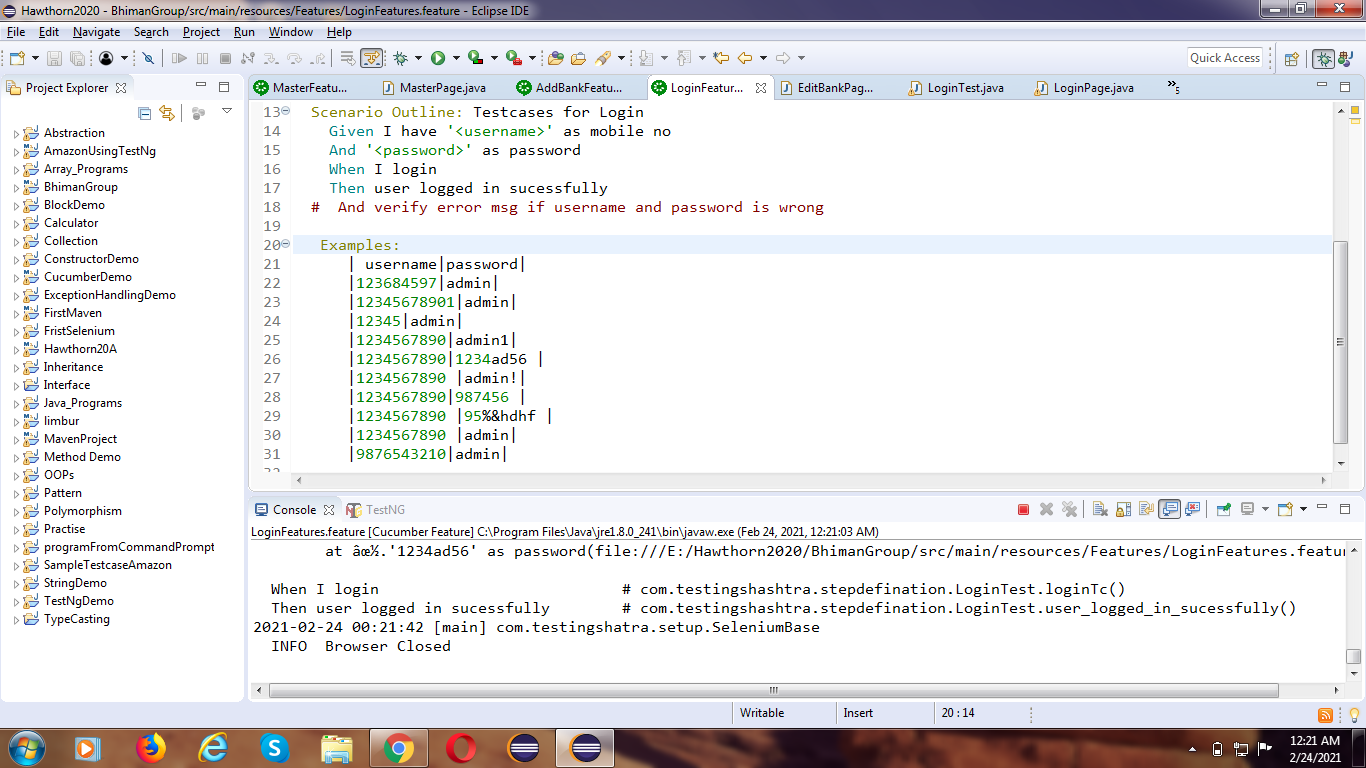 Hawthorn2020 - BhimanGroup/src/main/resources/Features/LoginFeatures.feature - Eclipse IDE
File Edit Navigate Search Project Run Window Help
Quick Access
Project Explorer
MasterFeatu...
MasterPage.java
AddBankFeatu...
LoginFeatur...
EditBankPag...
LoginTest.java
LoginPage.java
»5
Abstraction
AmazonUsingTestNg
Array_Programs
BhimanGroup
BlockDemo
Calculator
Collection
ConstructorDemo
CucumberDemo
ExceptionHandlingDemo
FirstMaven
FristSelenium
Hawthorn20A
Inheritance
Interface
Java_Programs
limbur
MavenProject
Method Demo
OOPs
Pattern
Polymorphism
Practise
programFromCommandPrompt
SampleTestcaseAmazon
StringDemo
TestNgDemo
TypeCasting
13 Scenario Outline: Testcases for Login
14 Given I have '<username>' as mobile no
15 And '<password>' as password
16 When I login
17 Then user logged in sucessfully
18 #  And verify error msg if username and password is wrong
19
20 Examples:
21 | username|password|
22 |123684597|admin|
23 |12345678901|admin|
24 |12345|admin|
25 |1234567890|admin1|
26 |1234567890|1234ad56 |
27 |1234567890 |admin!|
28 |1234567890|987456 |
29 |1234567890 |95%&hdhf |
30 |1234567890 |admin|
31 |9876543210|admin|
32
Console
TestNG
LoginFeatures.feature [Cucumber Feature] C:\Program Files\Java\jre1.8.0_241\bin\javaw.exe (Feb 24, 2021, 12:21:03 AM)
at âœ½.'1234ad56' as password(file:///E:/Hawthorn2020/BhimanGroup/src/main/resources/Features/LoginFeatures.featur
When I login # com.testingshashtra.stepdefination.LoginTest.loginTc()
Then user logged in sucessfully # com.testingshashtra.stepdefination.LoginTest.user_logged_in_sucessfully()
2021-02-24 00:21:42 [main] com.testingshatra.setup.SeleniumBase
INFO  Browser Closed
Writable
Insert
20 : 14
12:21 AM
2/24/2021